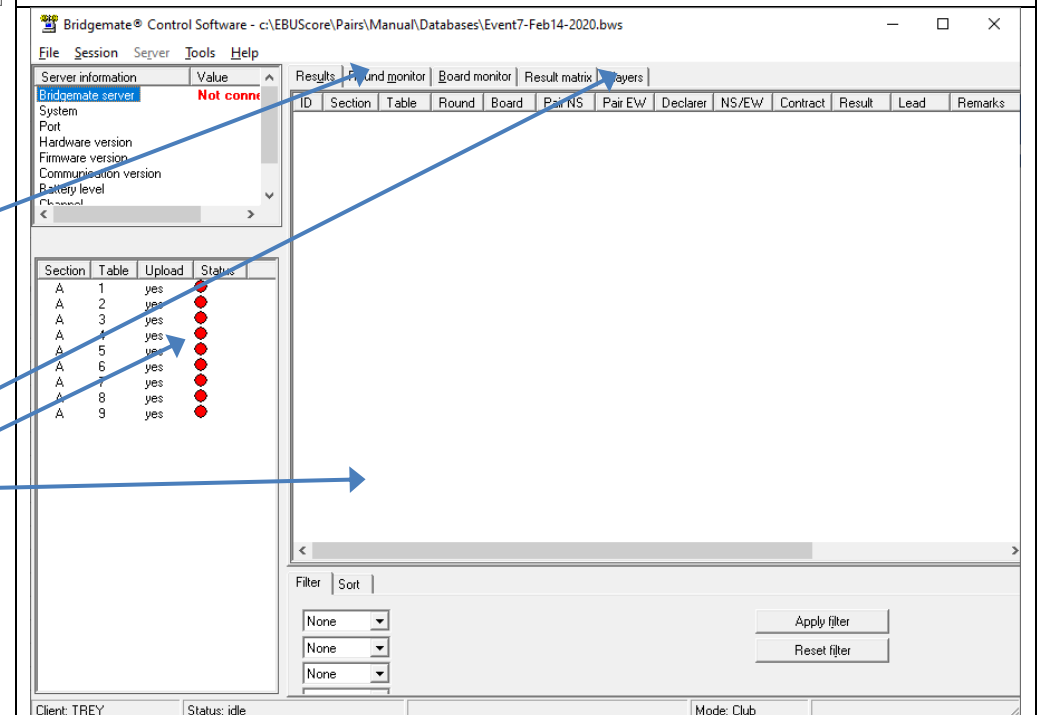 Bridgemate® Control Software - c:\EBUScore\Pairs\Manual\Databases\Event7-Feb14-2020.bws
File Session Server Tools Help
Server information Value
Bridgemate server Not conne
System
Port
Hardware version
Firmware version
Communication version
Battery level
Channel
Results Round monitor Board monitor Result matrix Players
ID Section Table Round Board Pair NS Pair EW Declarer NS/EW Contract Result Lead Remarks
Section Table Upload Status
A 1 yes
A 2 yes
A 3 yes
A 4 yes
A 5 yes
A 6 yes
A 7 yes
A 8 yes
A 9 yes
Filter Sort
None Apply filter
None Reset filter
None
Client: TREY Status: idle Mode: Club